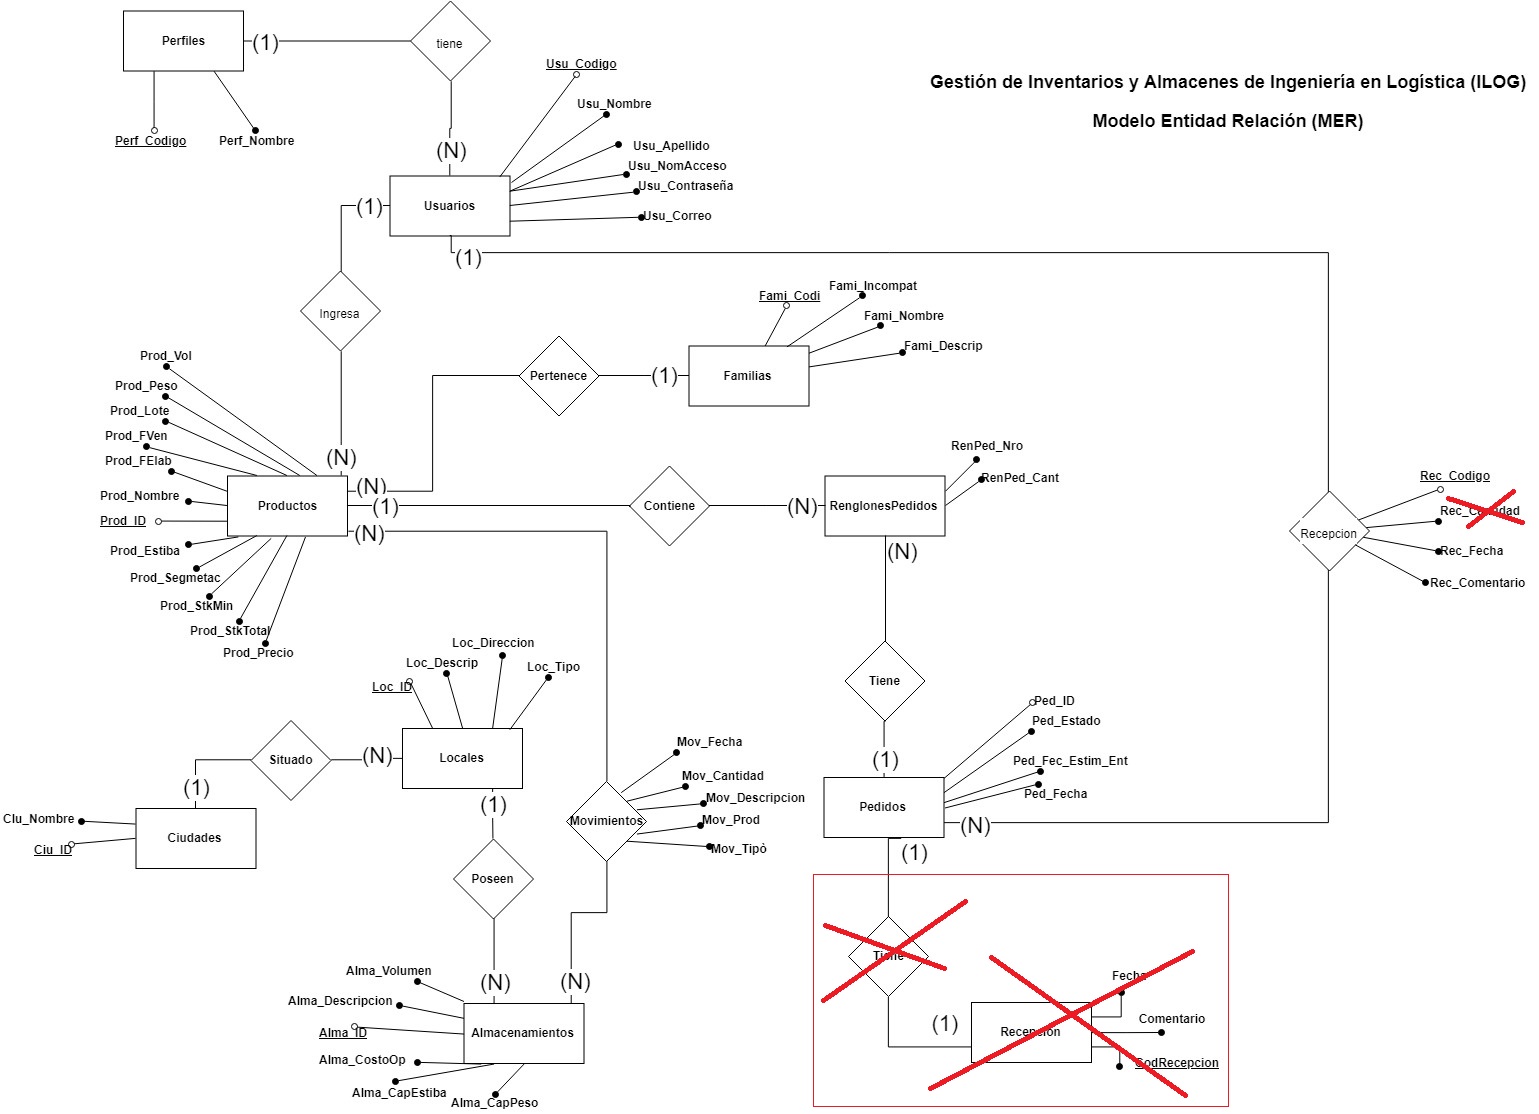 Gestión de Inventarios y Almacenes de Ingeniería en Logística (ILOG)
Modelo Entidad Relación (MER)
Perfiles
(1)
tiene
Perf_Codigo
Perf_Nombre
(N)
Usu_Codigo
Usu_Nombre
Usu_Apellido
Usu_NomAcceso
Usu_Contraseña
Usu_Correo
Usuarios
(1)
(1)
Ingresa
(N)
Fami_Codi
Fami_Incompat
Fami_Nombre
Fami_Descrip
Pertenece
(1)
Familias
Prod_Vol
Prod_Peso
Prod_Lote
Prod_FVen
Prod_FElab
Prod_Nombre
Prod_ID
Prod_Estiba
Prod_Segmetac
Prod_StkMin
Prod_StkTotal
Prod_Precio
Productos
(N)
(1)
(N)
Contiene
(N)
RenglonesPedidos
RenPed_Nro
RenPed_Cant
(N)
Rec_Codigo
Rec_Cantidad
Rec_Fecha
Rec_Comentario
Recepcion
Tiene
(1)
Loc_Direccion
Loc_Descrip
Loc_Tipo
Loc_ID
Situado
(N)
Locales
(1)
(1)
Ciudades
CIu_Nombre
Ciu_ID
Poseen
(N)
Mov_Fecha
Mov_Cantidad
Mov_Descripcion
Mov_Prod
Mov_Tipò
Movimientos
(N)
Ped_ID
Ped_Estado
Ped_Fec_Estim_Ent
Ped_Fecha
Pedidos
(N)
(1)
Alma_Volumen
Alma_Descripcion
Alma_ID
Alma_CostoOp
Alma_CapEstiba
Alma_CapPeso
Almacenamientos
Tiene
(1)
Recepcion
Fecha
Comentario
CodRecepcion